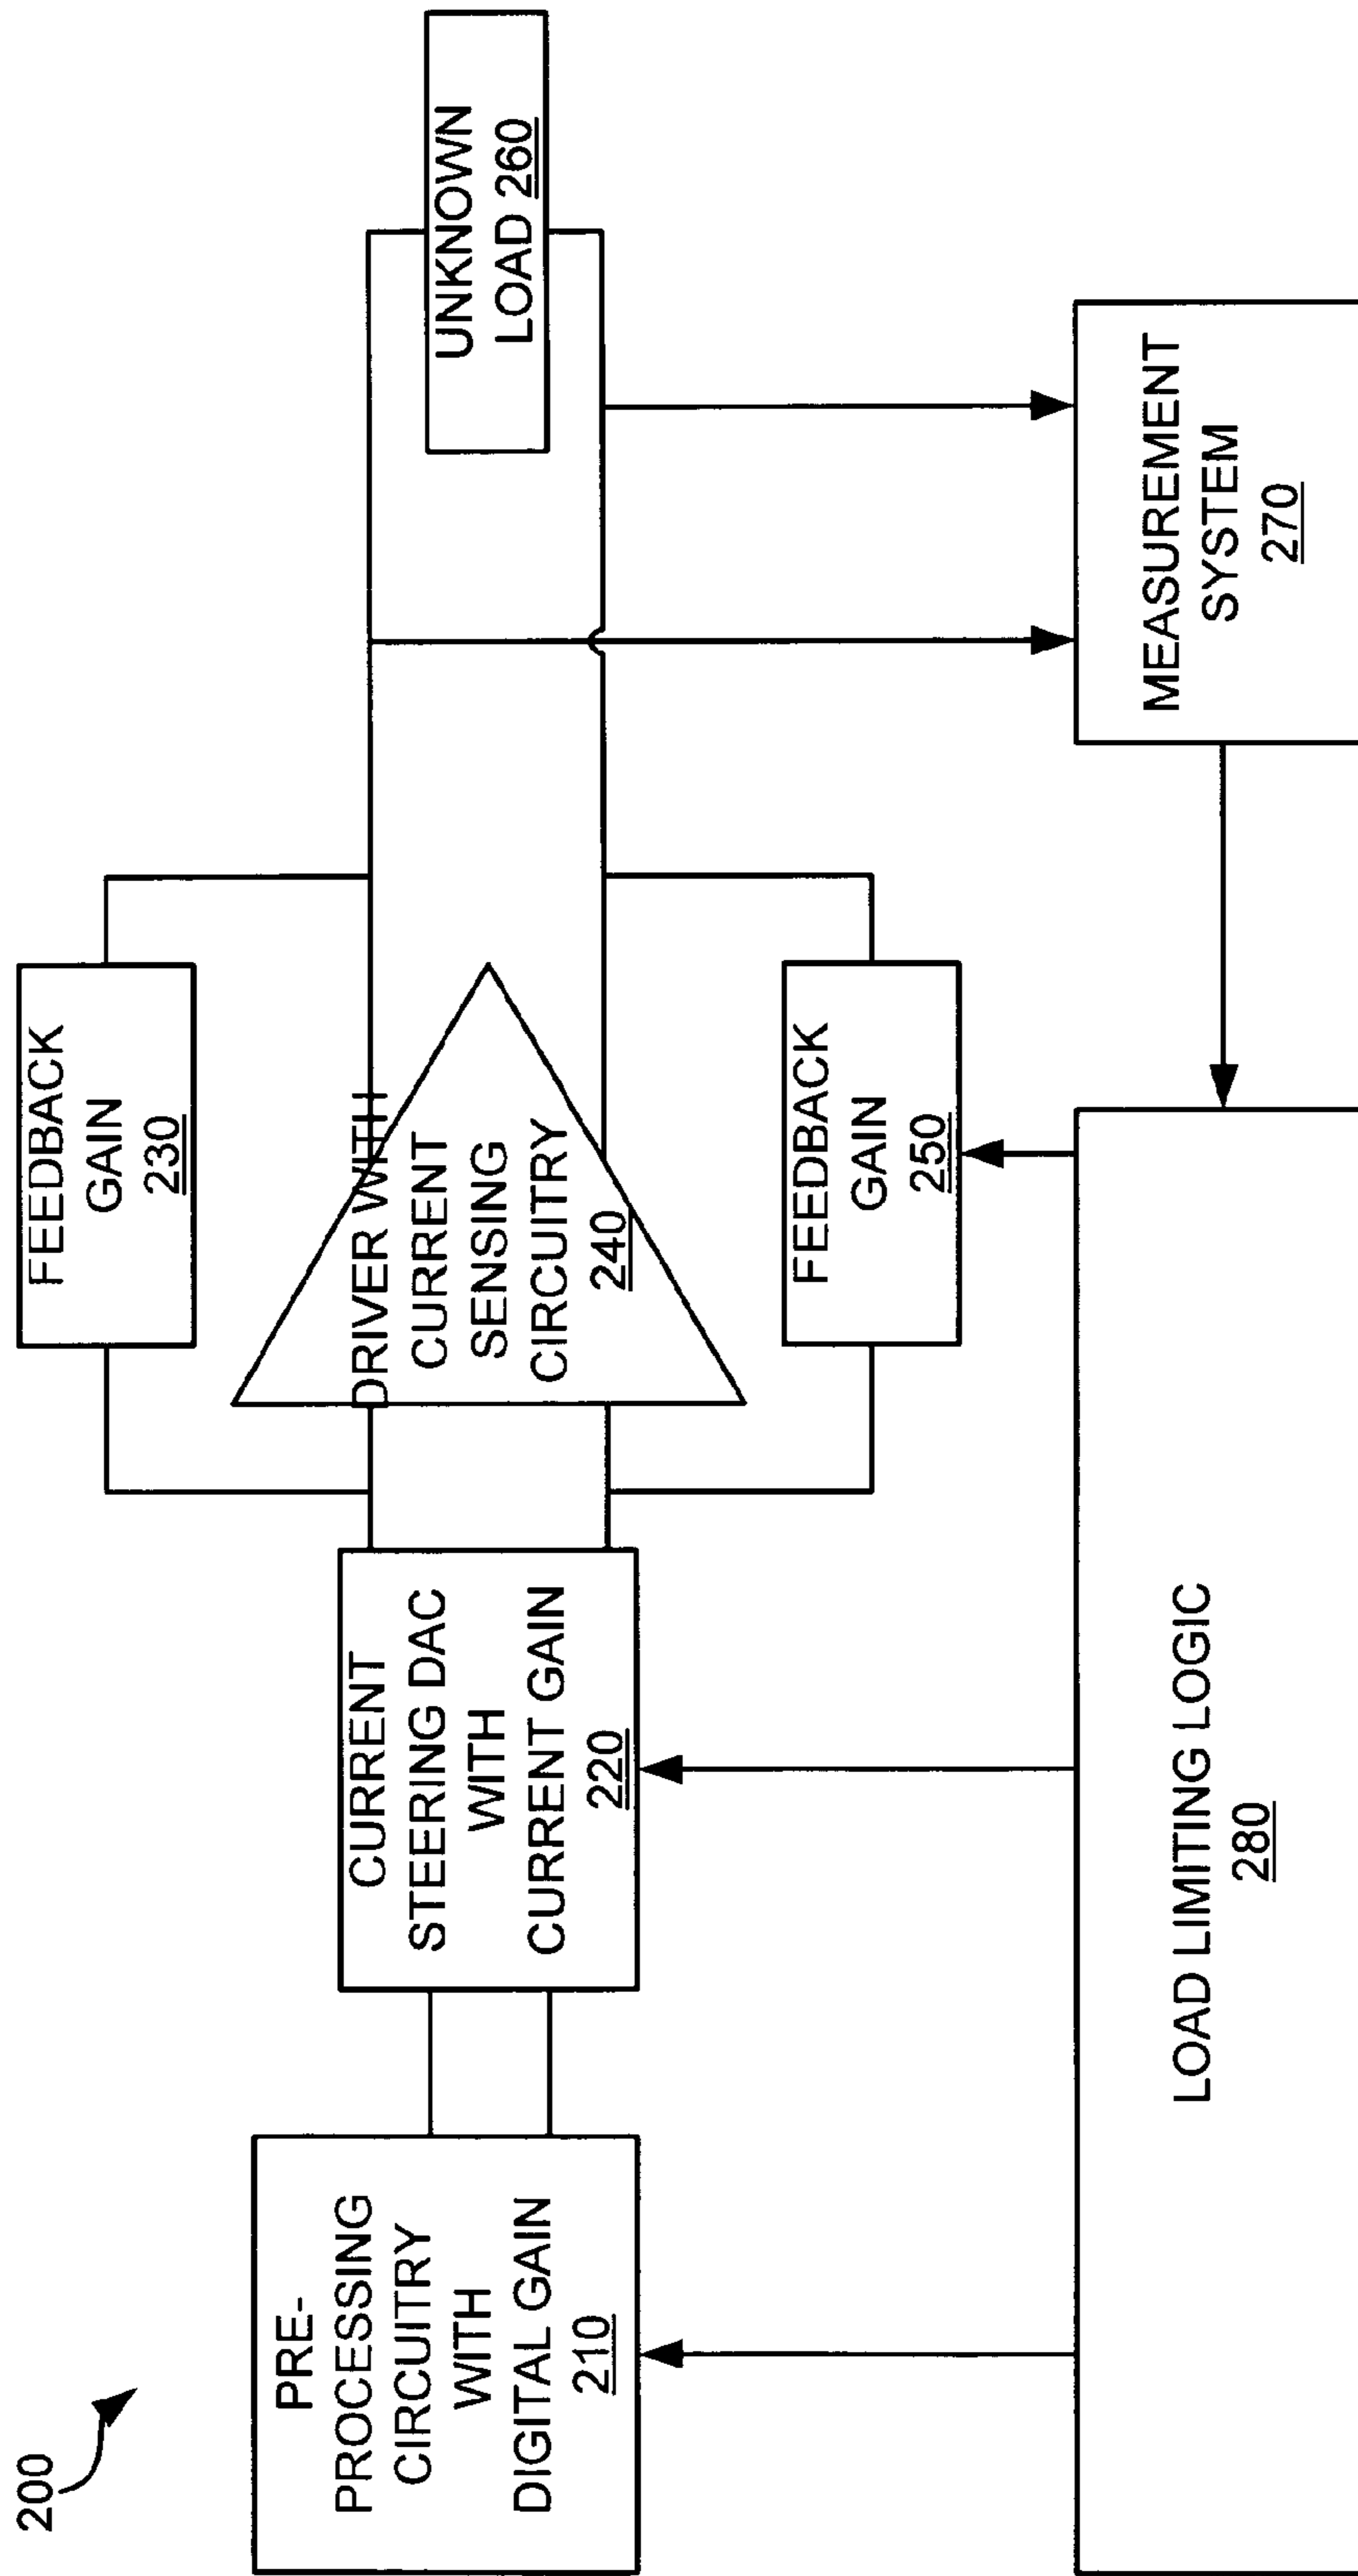 200
PRE-
PROCESSING
CIRCUITRY
WITH
DIGITAL GAIN
210
CURRENT
STEERING DAC
WITH
CURRENT GAIN
220
FEEDBACK
GAIN
230
DRIVER WITH
CURRENT
SENSING
CIRCUITRY
240
FEEDBACK
GAIN
250
UNKNOWN
LOAD 260
MEASUREMENT
SYSTEM
270
LOAD LIMITING LOGIC
280